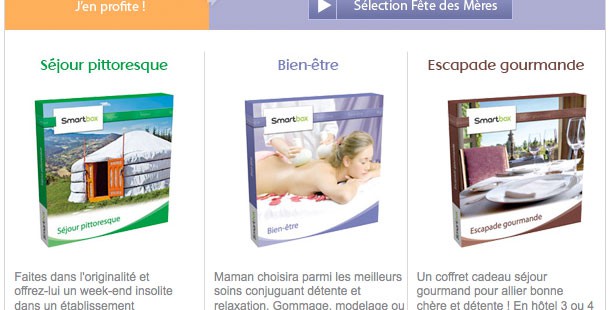 J'en profite !
Sélection Fête des Mères
Séjour pittoresque
Bien-être
Escapade gourmande
Smartbox
Séjour pittoresque
Smartbox
Bien-être
Smartbox
Escapade gourmande
Faites dans l'originalité et
offrez-lui un week-end insolite
dans un établissement
Maman choisira parmi les meilleurs
soins conjuguant détente et
relaxation. Gommage, modelage ou
Un coffret cadeau séjour
gourmand pour allier bonne
chère et détente ! En hôtel 3 ou 4